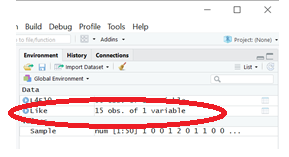 Build Debug Profile Tools Help
to file/function Addins Project: (None)
Environment History Connections
Import Dataset List
Global Environment
Data
Like 15 obs. of 1 variable
Sample num [1:50] 1 0 0 1 2 0 1 1 0 0 ...